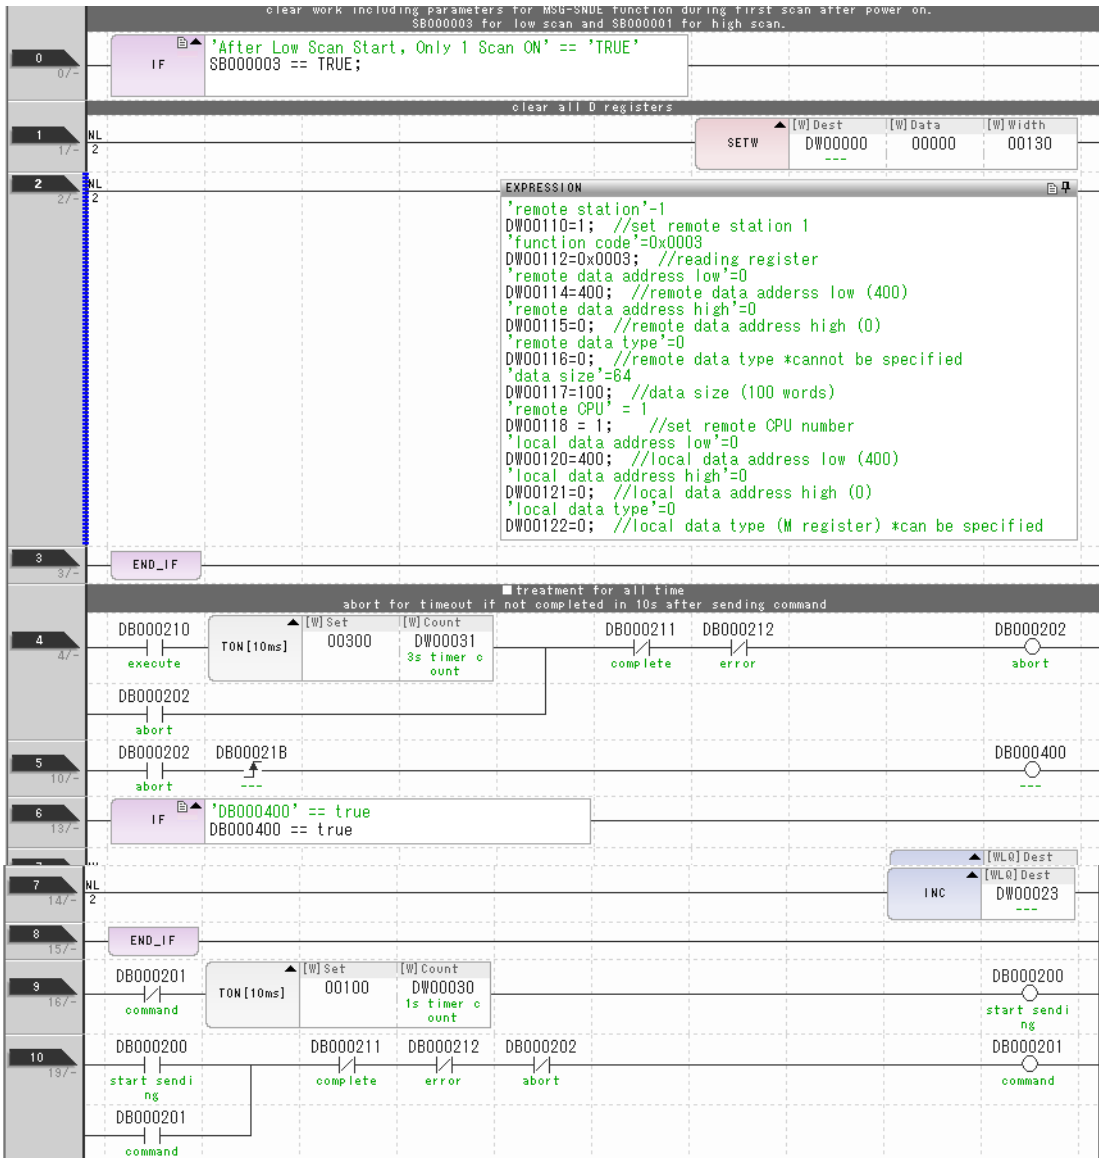 clear work including parameters for MSG-SNDE function during first scan after power on.
SB000003 for low scan and SB000001 for high scan.
0
0/-
IF
'After Low Scan Start, Only 1 Scan ON' == 'TRUE'
SB000003 == TRUE;
clear all D registers
1
1/-
NL
2
SETW
[W]Dest
DW00000
---
[W]Data
00000
[W]Width
00130
2
2/-
NL
2
EXPRESSION
'remote station'-1
DW00110=1; //set remote station 1
'function code'=0x0003
DW00112=0x0003; //reading register
'remote data address low'=0
DW00114=400; //remote data adderss low (400)
'remote data address high'=0
DW00115=0; //remote data address high (0)
'remote data type'=0
DW00116=0; //remote data type *cannot be specified
'data size'=64
DW00117=100; //data size (100 words)
'remote CPU' = 1
DW00118 = 1; //set remote CPU number
'local data address low'=0
DW00120=400; //local data address low (400)
'local data address high'=0
DW00121=0; //local data address high (0)
'local data type'=0
DW00122=0; //local data type (M register) *can be specified
3
3/-
END_IF
■treatment for all time
abort for timeout if not completed in 10s after sending command
4
4/-
DB000210
execute
TON[10ms]
[W]Set
00300
[W]Count
DW00031
3s timer c
ount
DB000211
complete
DB000212
error
DB000202
abort
DB000202
abort
5
10/-
DB000202
abort
DB00021B
---
DB000400
---
6
13/-
IF
'DB000400' == true
DB000400 == true
[WLQ]Dest
7
14/-
NL
2
INC
[WLQ]Dest
DW00023
---
8
15/-
END_IF
9
16/-
DB000201
command
TON[10ms]
[W]Set
00100
[W]Count
DW00030
1s timer c
ount
DB000200
start sendi
ng
10
19/-
DB000200
start sendi
ng
DB000211
complete
DB000212
error
DB000202
abort
DB000201
command
DB000201
command